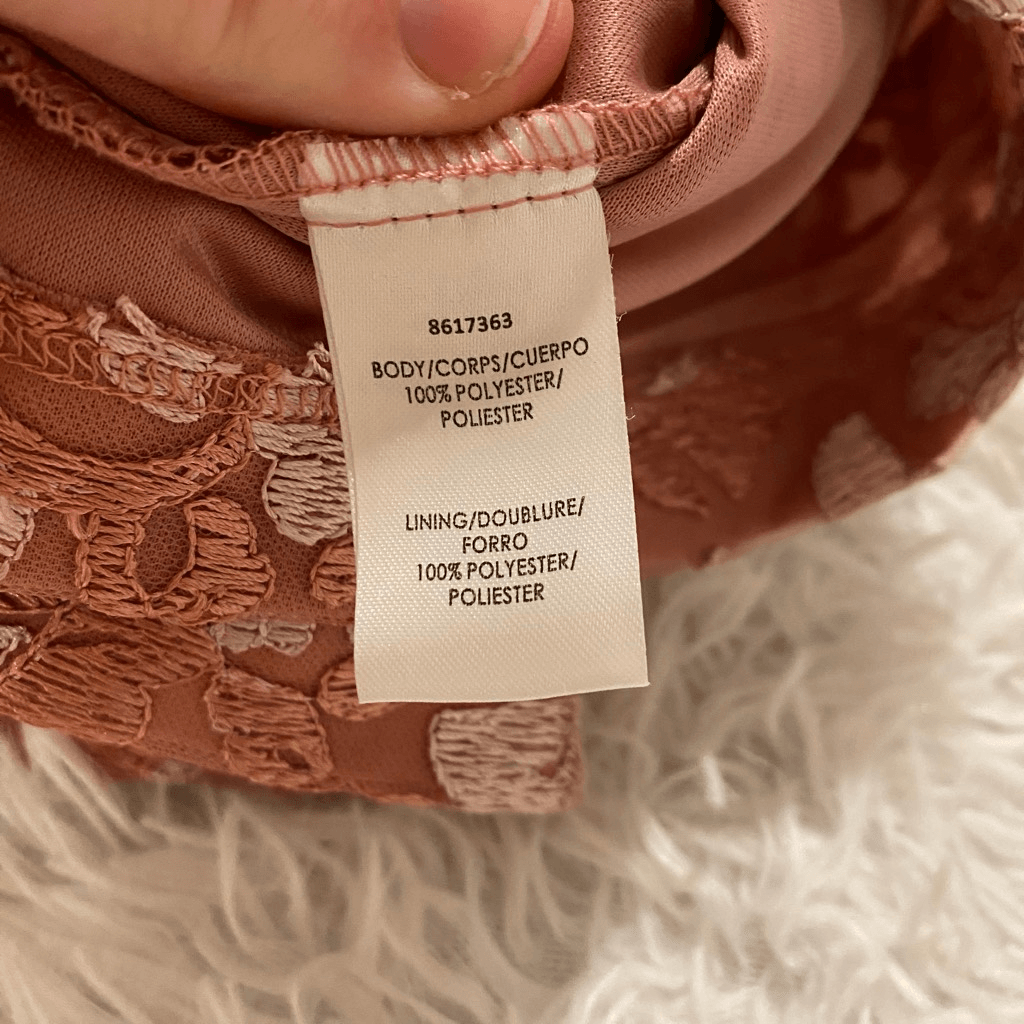 8617363
BODY/CORPS/CUERPO
100% POLYESTER/
POLIESTER
LINING/DOUBLURE/
FORRO
100% POLYESTER/
POLIESTER